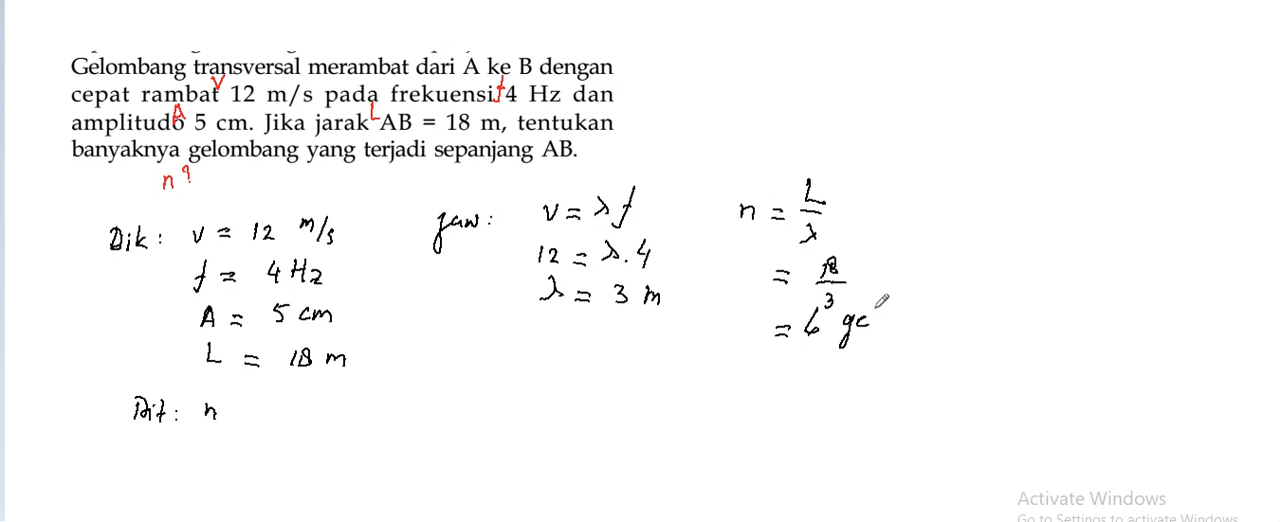 Gelombang transversal merambat dari A ke B dengan
v
cepat rambat 12 m/s pada frekuensi f 4 Hz dan
A L
amplitudo 5 cm. Jika jarak AB = 18 m, tentukan
banyaknya gelombang yang terjadi sepanjang AB.
n?
Dik: v = 12 m/s
f = 4 Hz
A = 5 cm
L = 18 m
Dit: n
Jaw: v = λ f
12 = λ.4
λ = 3 m
n = L/λ
= 18/3
= 6 ge
Activate Windows
Go to Settings to activate Windows.